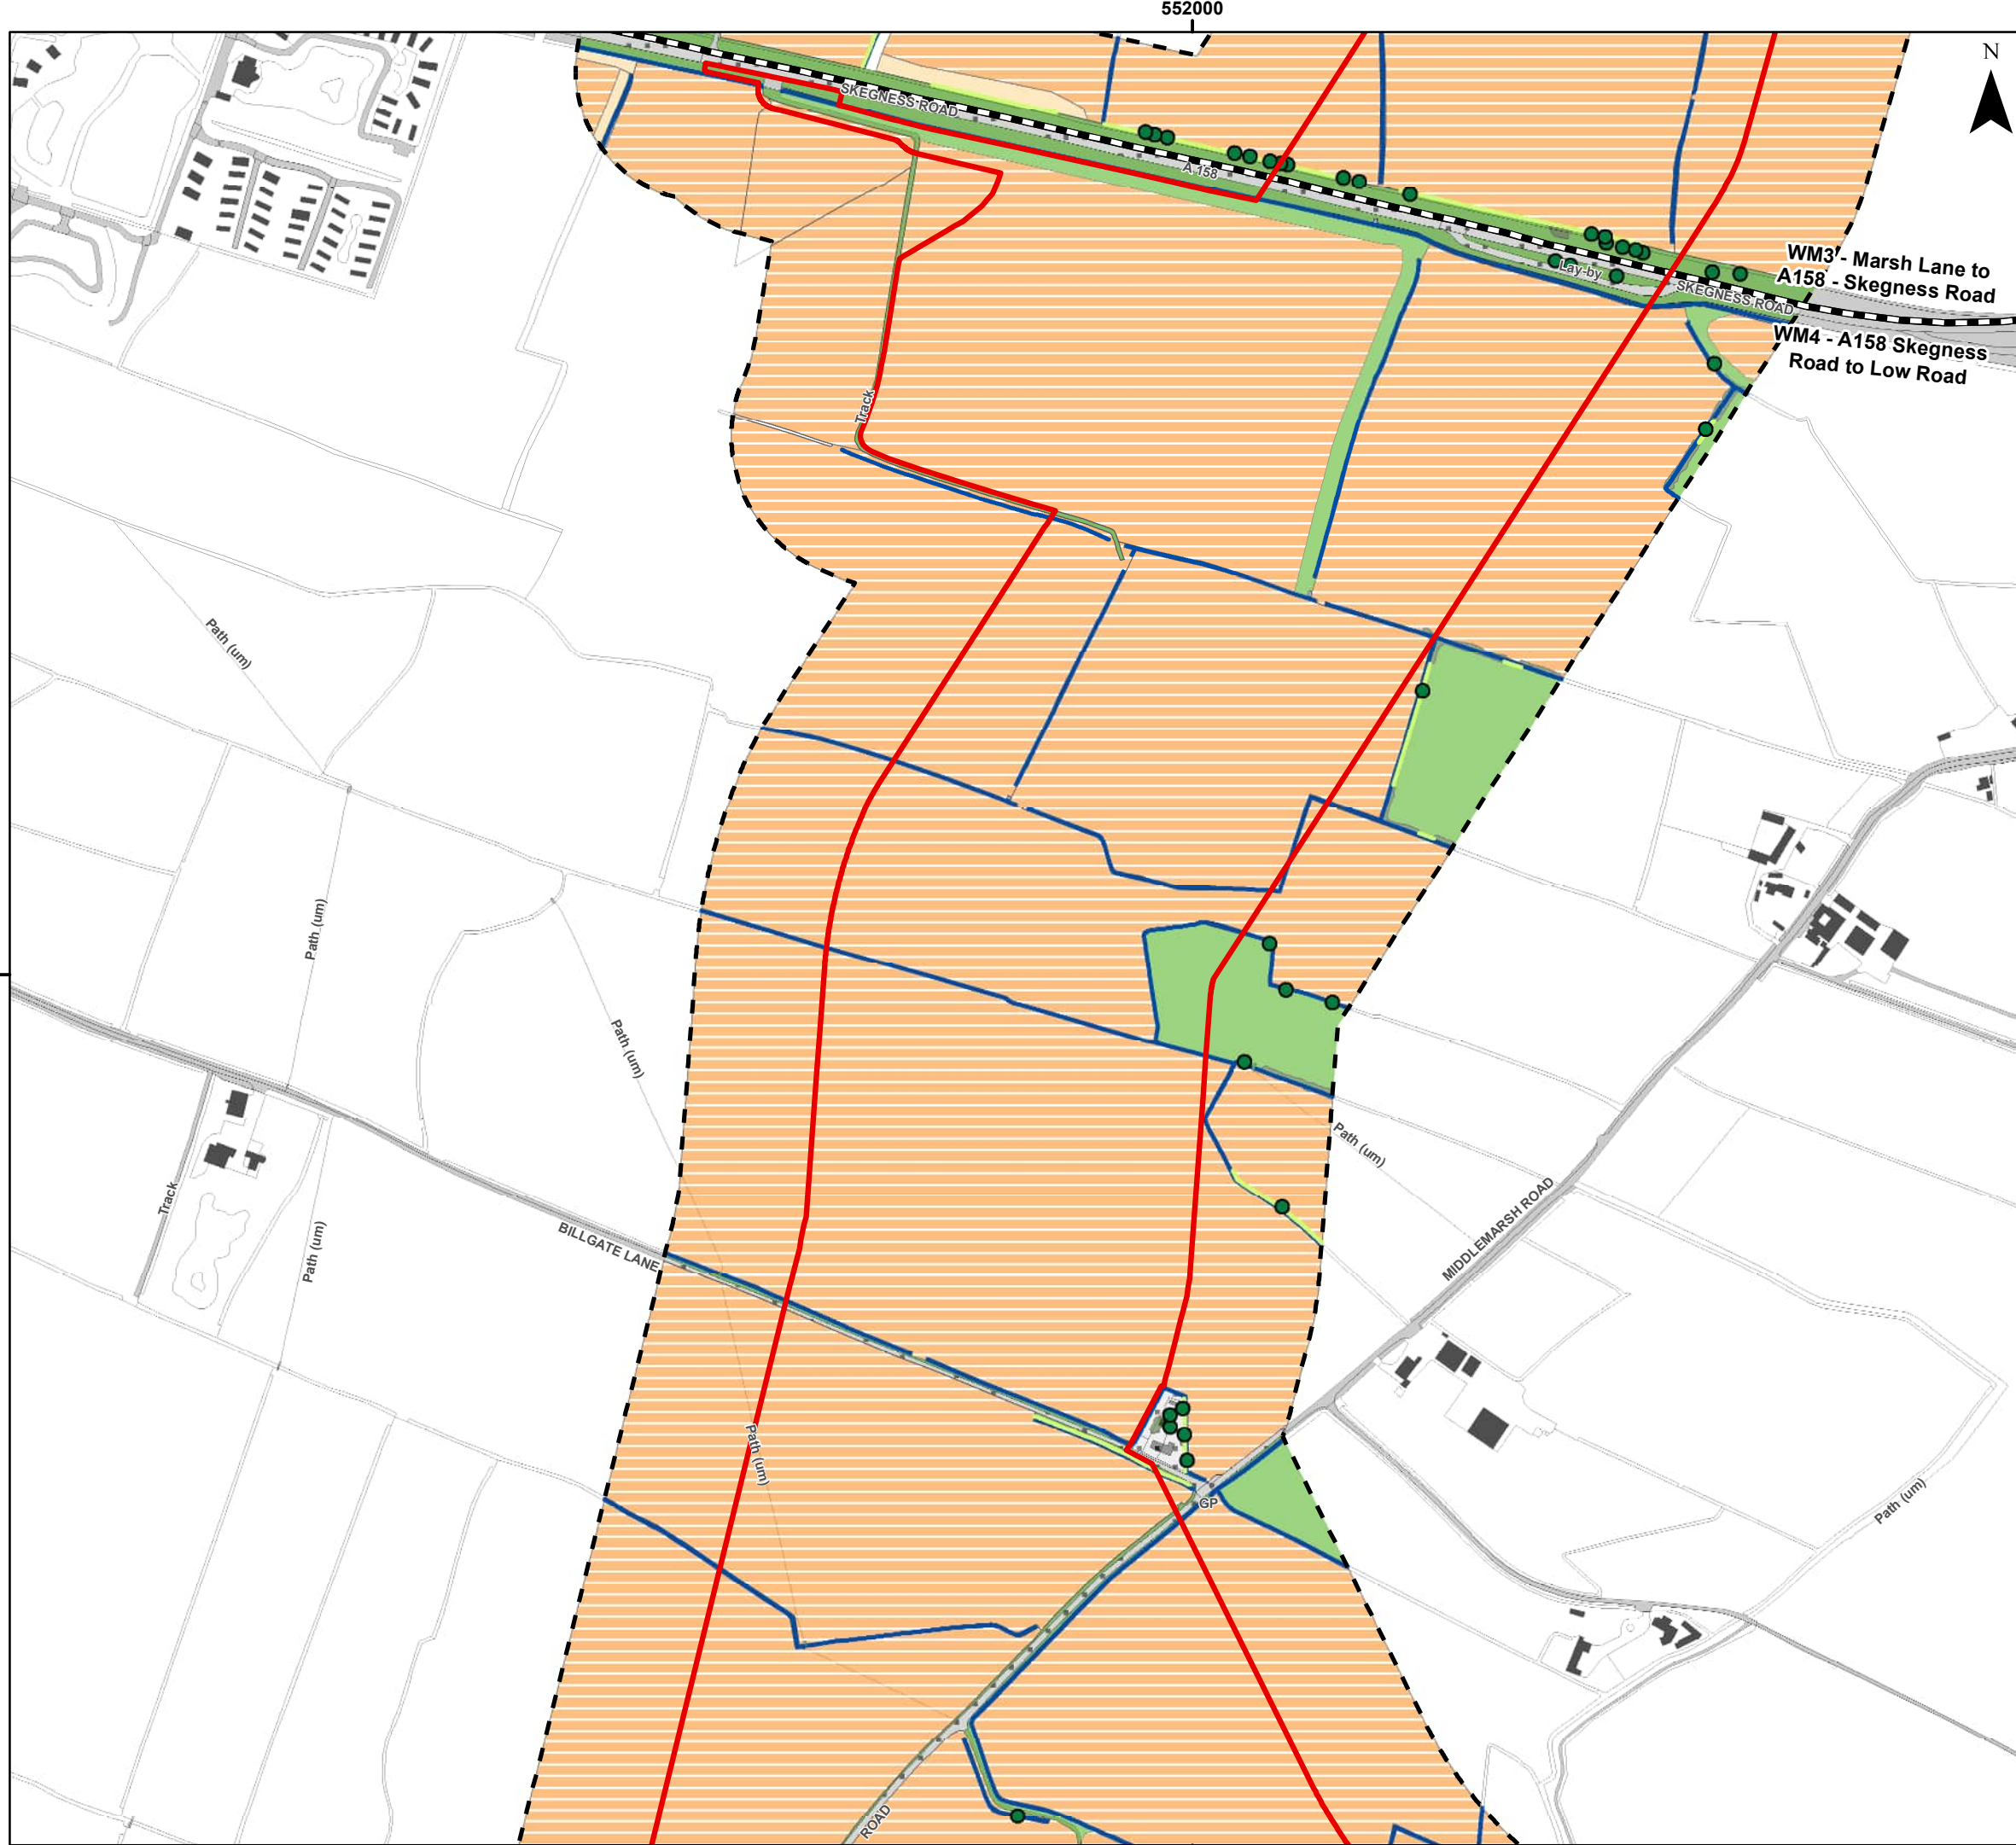 552000
N
SKEGNESS ROAD
A 158
WM3 - Marsh Lane to
A158 - Skegness Road
Lay-by
SKEGNESS ROAD
WM4 - A158 Skegness
Road to Low Road
Track
Path (um)
Path (um)
Path (um)
Path (um)
Track
MIDDLEMARSH ROAD
BILLGATE LANE
Path (um)
Path (um)
GP
Path (um)
ROAD